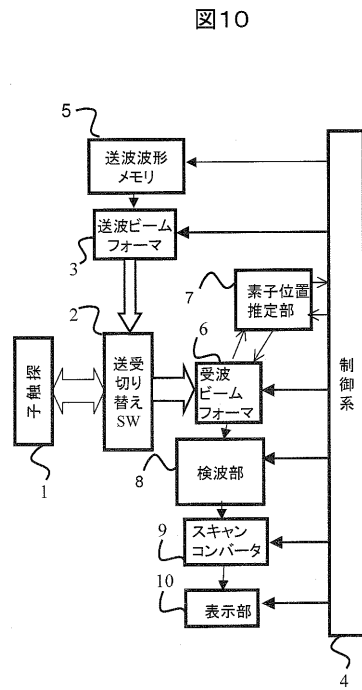 図10
5
送波波形
メモリ
送波ビーム
フォーマ
3
7
素子位置
推定部
2
送受
切り
替え
SW
6
受波
ビーム
フォーマ
子触探
1
制御系
8
検波部
9
スキャン
コンバータ
10
表示部
4